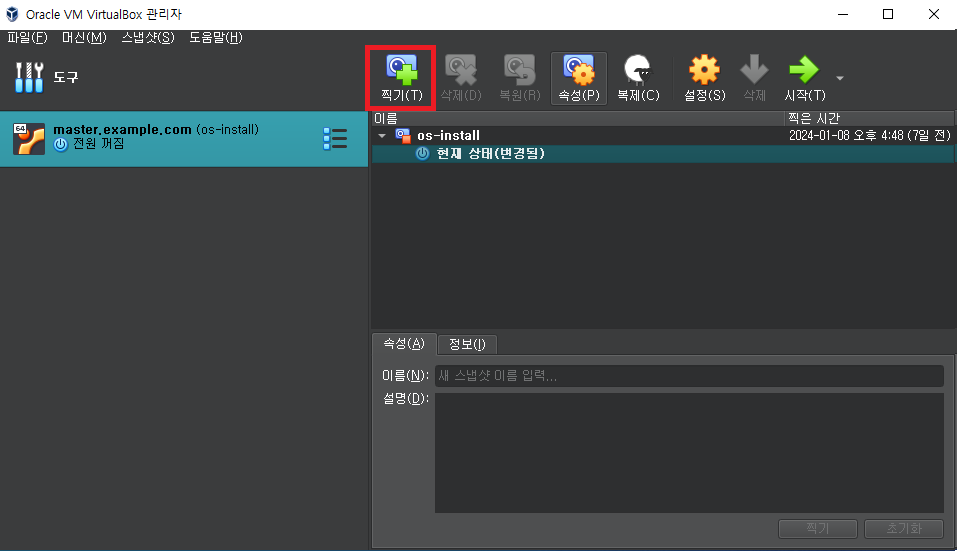 Oracle VM VirtualBox 관리자
파일(F) 머신(M) 스냅샷(S) 도움말(H)
도구
찍기(T) 삭제(D) 복원(R) 속성(P) 복제(C) 설정(S) 삭제 시작(T)
64
master.example.com (os-install)
전원 꺼짐
이름 찍은 시간
os-install 2024-01-08 오후 4:48 (7일 전)
현재 상태(변경됨)
속성(A) 정보(I)
이름(N): 새 스냅샷 이름 입력...
설명(D):
찍기 초기화